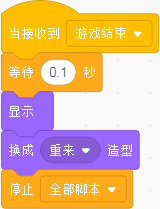 当接收到 游戏结束
等待 0.1 秒
显示
换成 重来 造型
停止 全部脚本